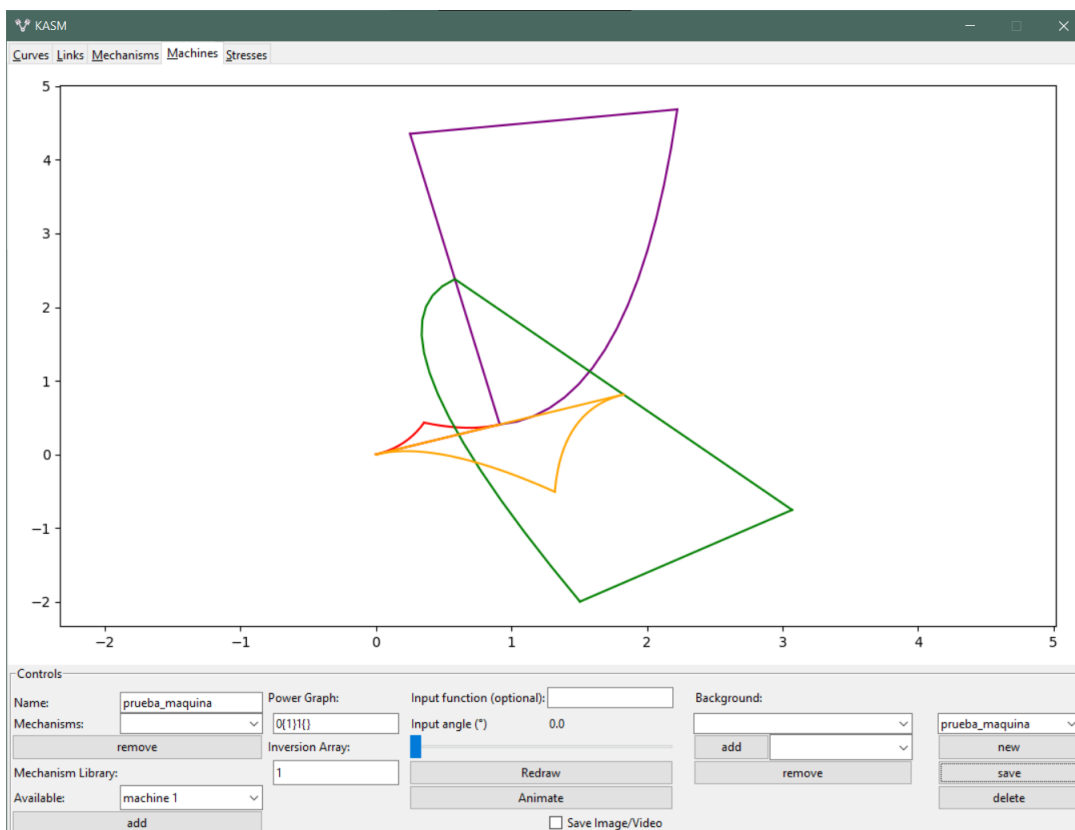 KASM
Curves Links Mechanisms Machines Stresses
5
4
3
2
1
0
−1
−2
−2 −1 0 1 2 3 4 5
Controls
Name: prueba_maquina Power Graph: Input function (optional): Background:
Mechanisms: 0{1}1{} Input angle (°) 0.0 prueba_maquina
remove Inversion Array: add new
Mechanism Library: 1 Redraw remove save
Available: machine 1 Animate delete
add Save Image/Video